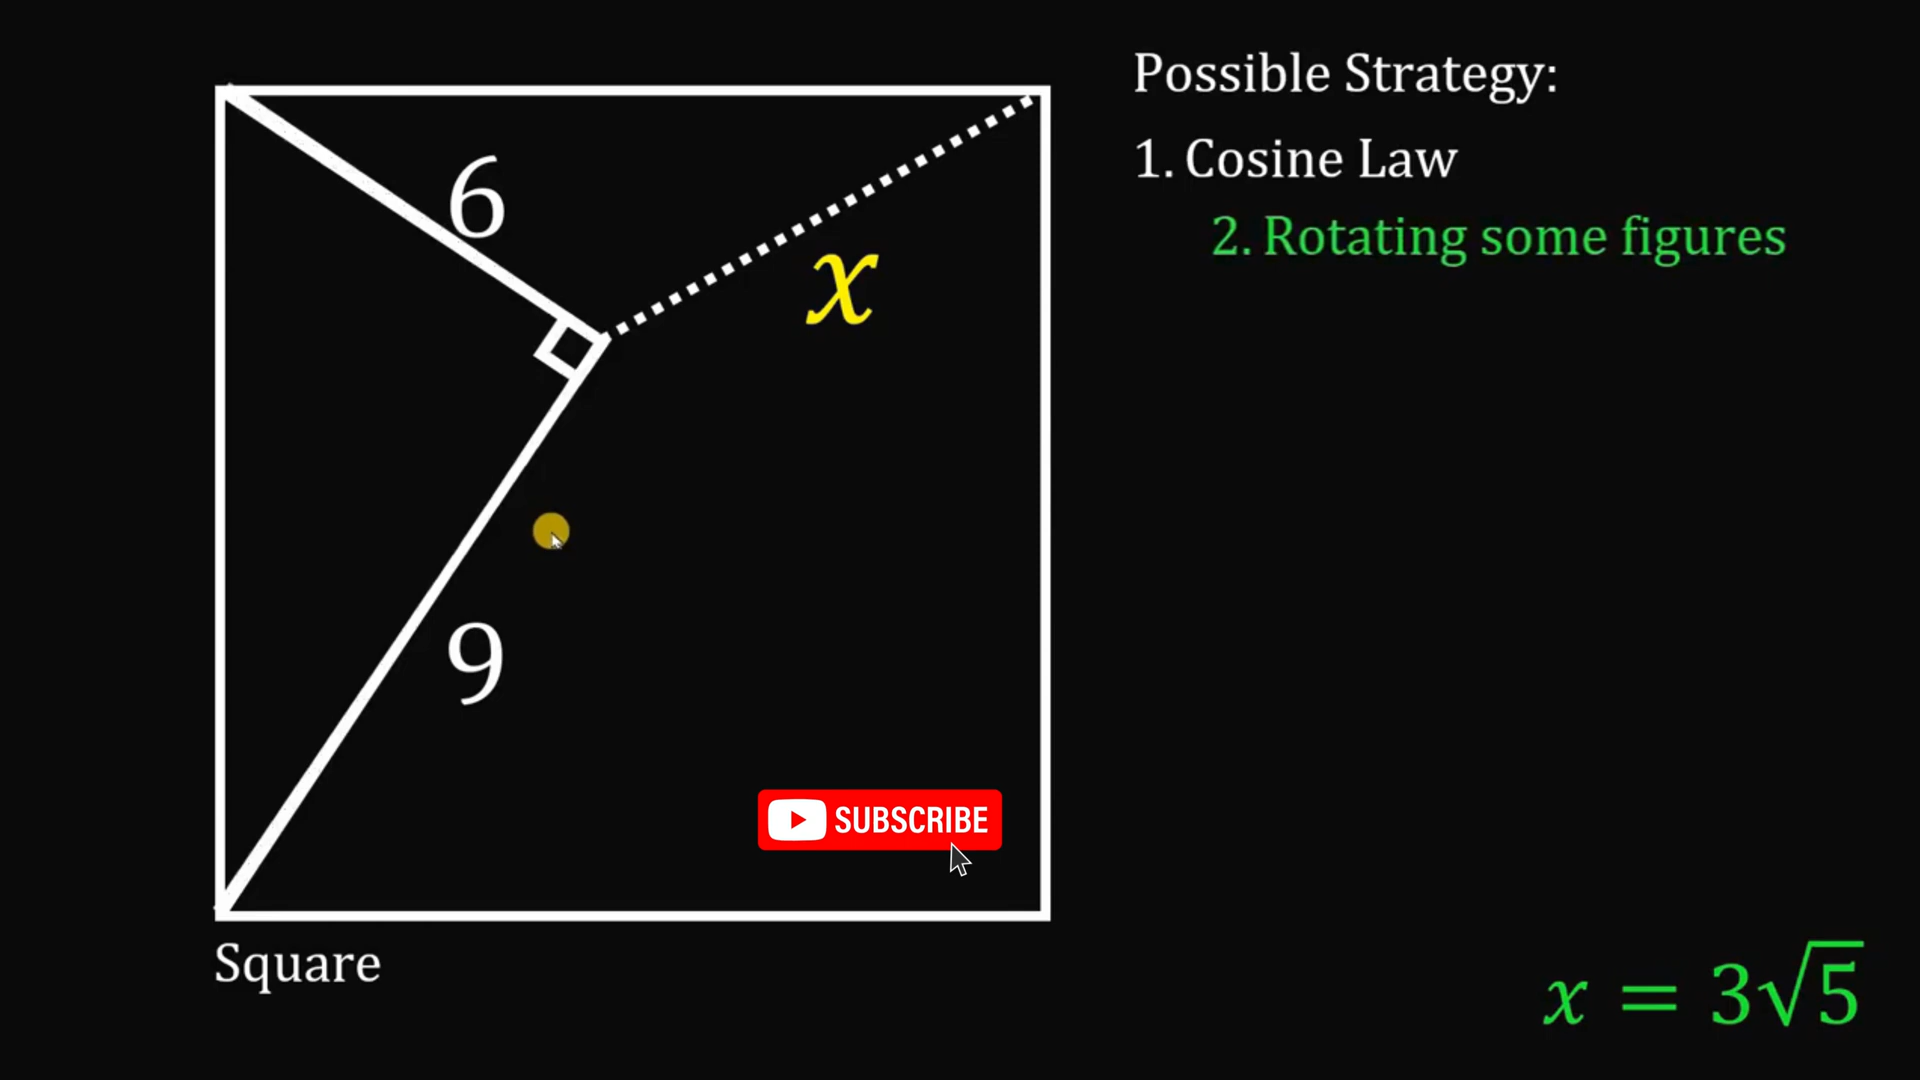 Possible Strategy:
1. Cosine Law
2. Rotating some figures
6
x
9
SUBSCRIBE
Square
x = 3√5